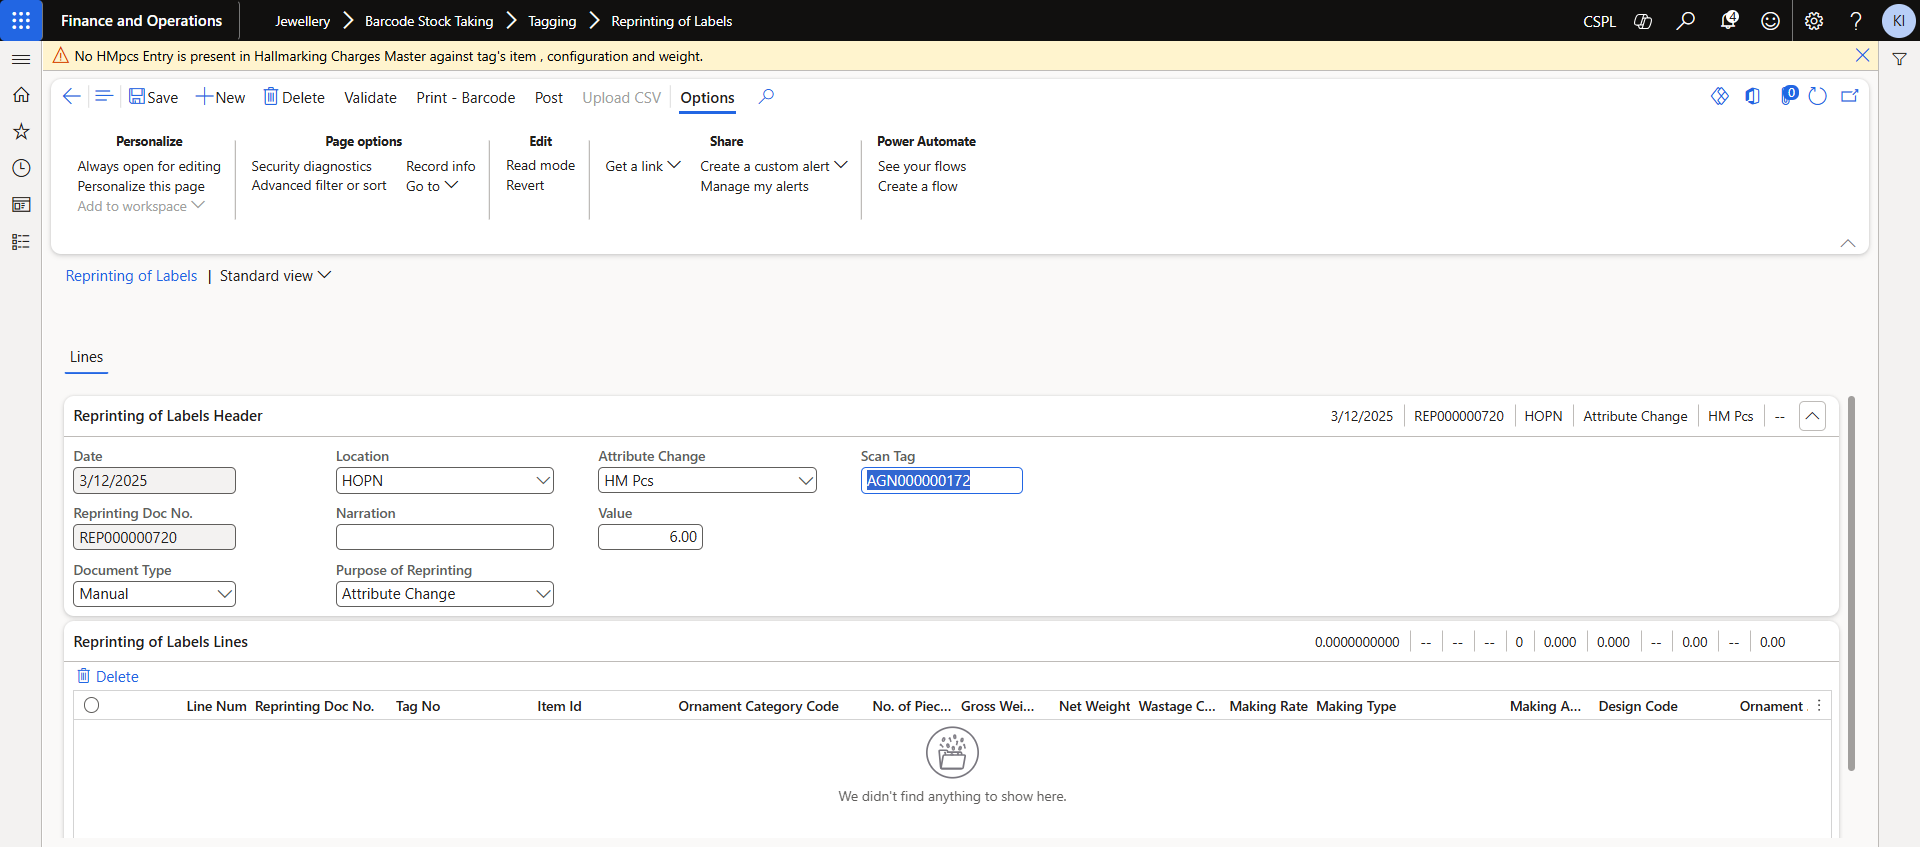 Finance and Operations
Jewellery > Barcode Stock Taking > Tagging > Reprinting of Labels
CSPL
4
?
KI
No HMpcs Entry is present in Hallmarking Charges Master against tag's item , configuration and weight.
Save New Delete Validate Print - Barcode Post Upload CSV Options
0
Personalize
Always open for editing
Personalize this page
Add to workspace
Page options
Security diagnostics
Advanced filter or sort
Record info
Go to
Edit
Read mode
Revert
Share
Get a link
Create a custom alert
Manage my alerts
Power Automate
See your flows
Create a flow
Reprinting of Labels | Standard view
Lines
Reprinting of Labels Header
3/12/2025 REP000000720 HOPN Attribute Change HM Pcs --
Date
3/12/2025
Reprinting Doc No.
REP000000720
Document Type
Manual
Location
HOPN
Narration
Purpose of Reprinting
Attribute Change
Attribute Change
HM Pcs
Value
6.00
Scan Tag
AGN000000172
Reprinting of Labels Lines
0.0000000000 -- -- -- 0 0.000 0.000 -- 0.00 -- 0.00
Delete
Line Num Reprinting Doc No. Tag No Item Id Ornament Category Code No. of Piec... Gross Wei... Net Weight Wastage C... Making Rate Making Type Making A... Design Code Ornament
We didn't find anything to show here.